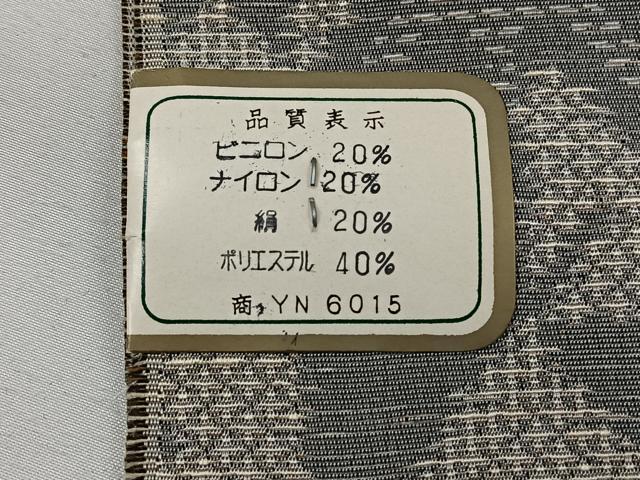 品質表示
ビニロン 20%
ナイロン 20%
絹 20%
ポリエステル 40%
商 YN 6015